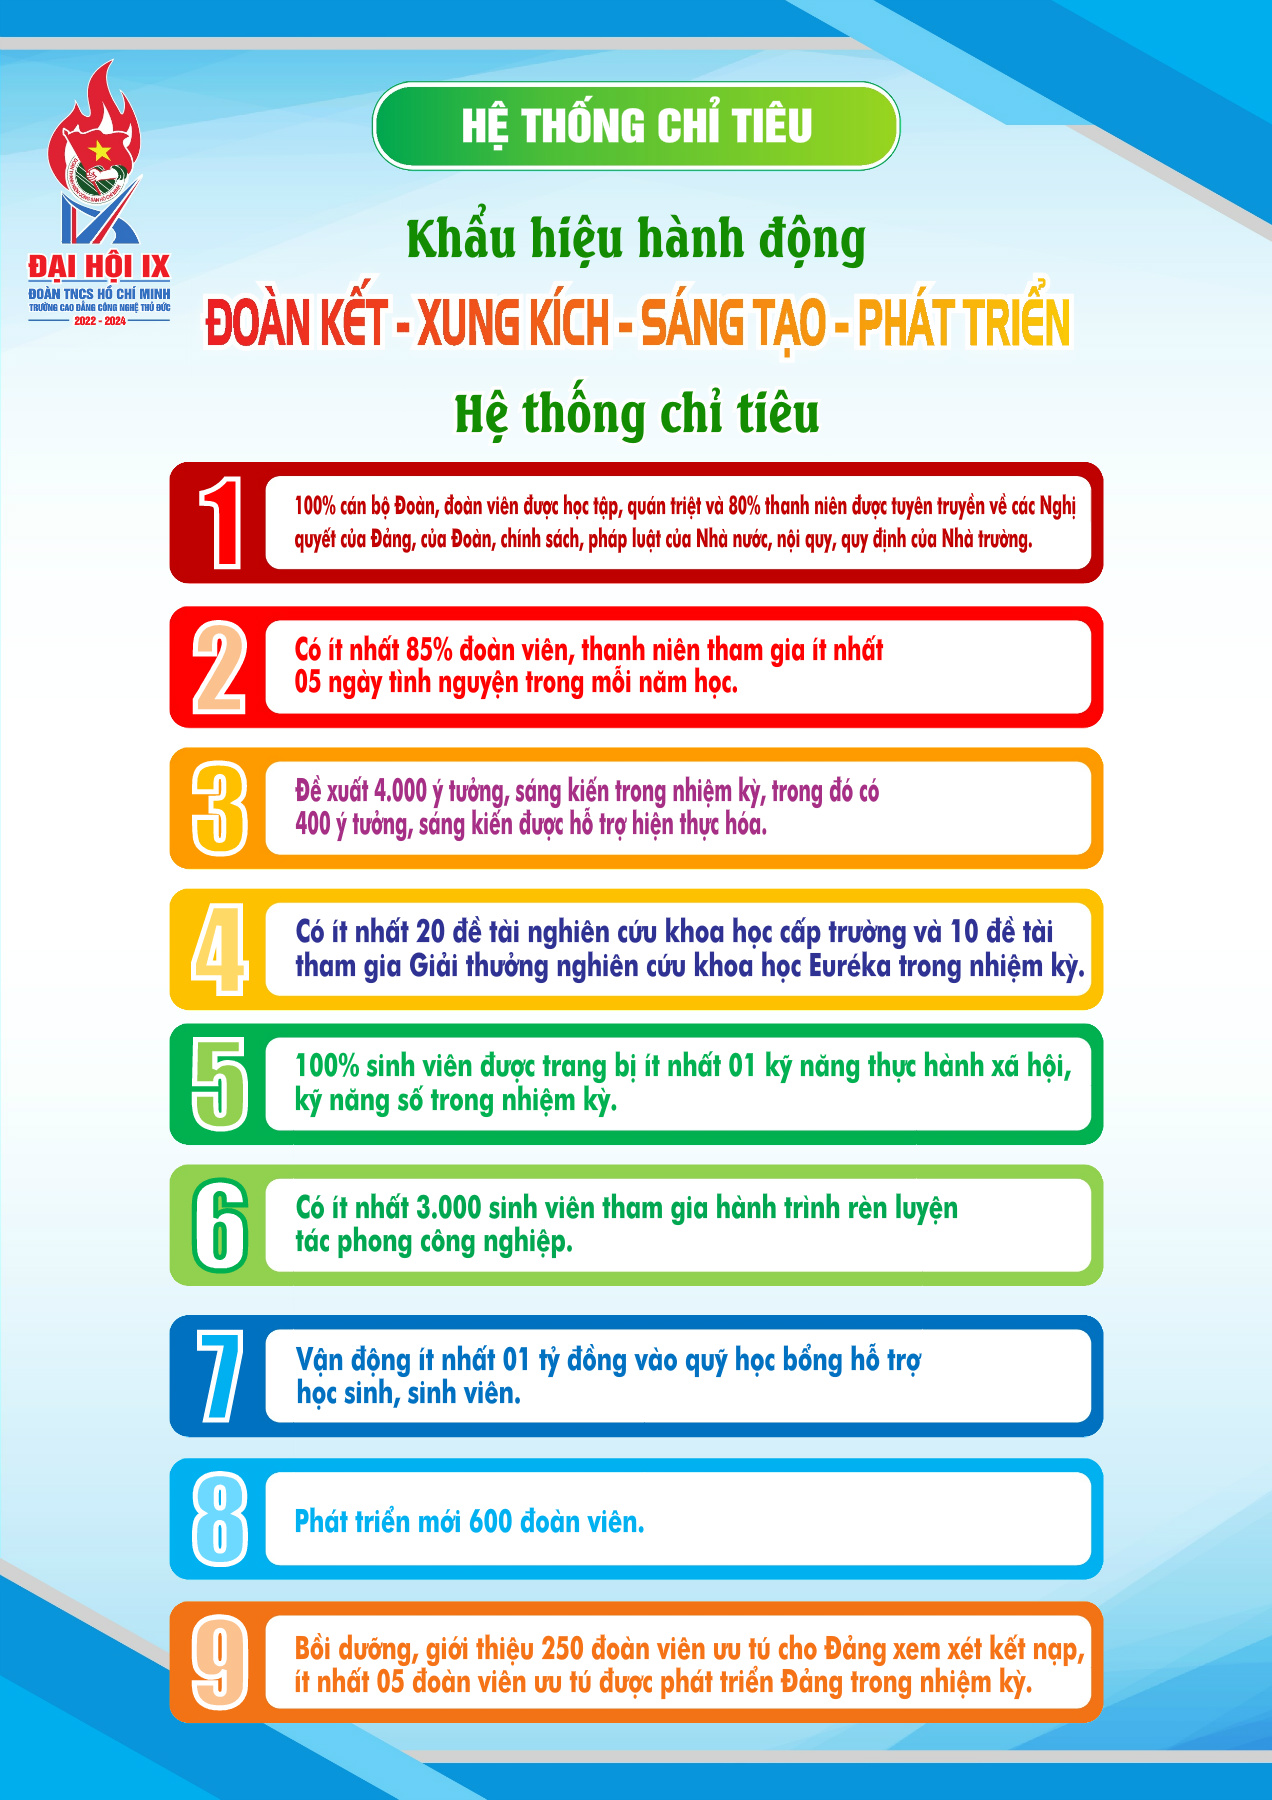 HỆ THỐNG CHỈ TIÊU
ĐẠI HỘI IX
ĐOÀN TNCS HỒ CHÍ MINH
TRƯỜNG CAO ĐẲNG CÔNG NGHỆ THỦ ĐỨC
2022 - 2024
Khẩu hiệu hành động
ĐOÀN KẾT - XUNG KÍCH - SÁNG TẠO - PHÁT TRIỂN
Hệ thống chỉ tiêu
1
100% cán bộ Đoàn, đoàn viên được học tập, quán triệt và 80% thanh niên được tuyên truyền về các Nghị
quyết của Đảng, của Đoàn, chính sách, pháp luật của Nhà nước, nội quy, quy định của Nhà trường.
2
Có ít nhất 85% đoàn viên, thanh niên tham gia ít nhất
05 ngày tình nguyện trong mỗi năm học.
3
Đề xuất 4.000 ý tưởng, sáng kiến trong nhiệm kỳ, trong đó có
400 ý tưởng, sáng kiến được hỗ trợ hiện thực hóa.
4
Có ít nhất 20 đề tài nghiên cứu khoa học cấp trường và 10 đề tài
tham gia Giải thưởng nghiên cứu khoa học Euréka trong nhiệm kỳ.
5
100% sinh viên được trang bị ít nhất 01 kỹ năng thực hành xã hội,
kỹ năng số trong nhiệm kỳ.
6
Có ít nhất 3.000 sinh viên tham gia hành trình rèn luyện
tác phong công nghiệp.
7
Vận động ít nhất 01 tỷ đồng vào quỹ học bổng hỗ trợ
học sinh, sinh viên.
8
Phát triển mới 600 đoàn viên.
9
Bồi dưỡng, giới thiệu 250 đoàn viên ưu tú cho Đảng xem xét kết nạp,
ít nhất 05 đoàn viên ưu tú được phát triển Đảng trong nhiệm kỳ.